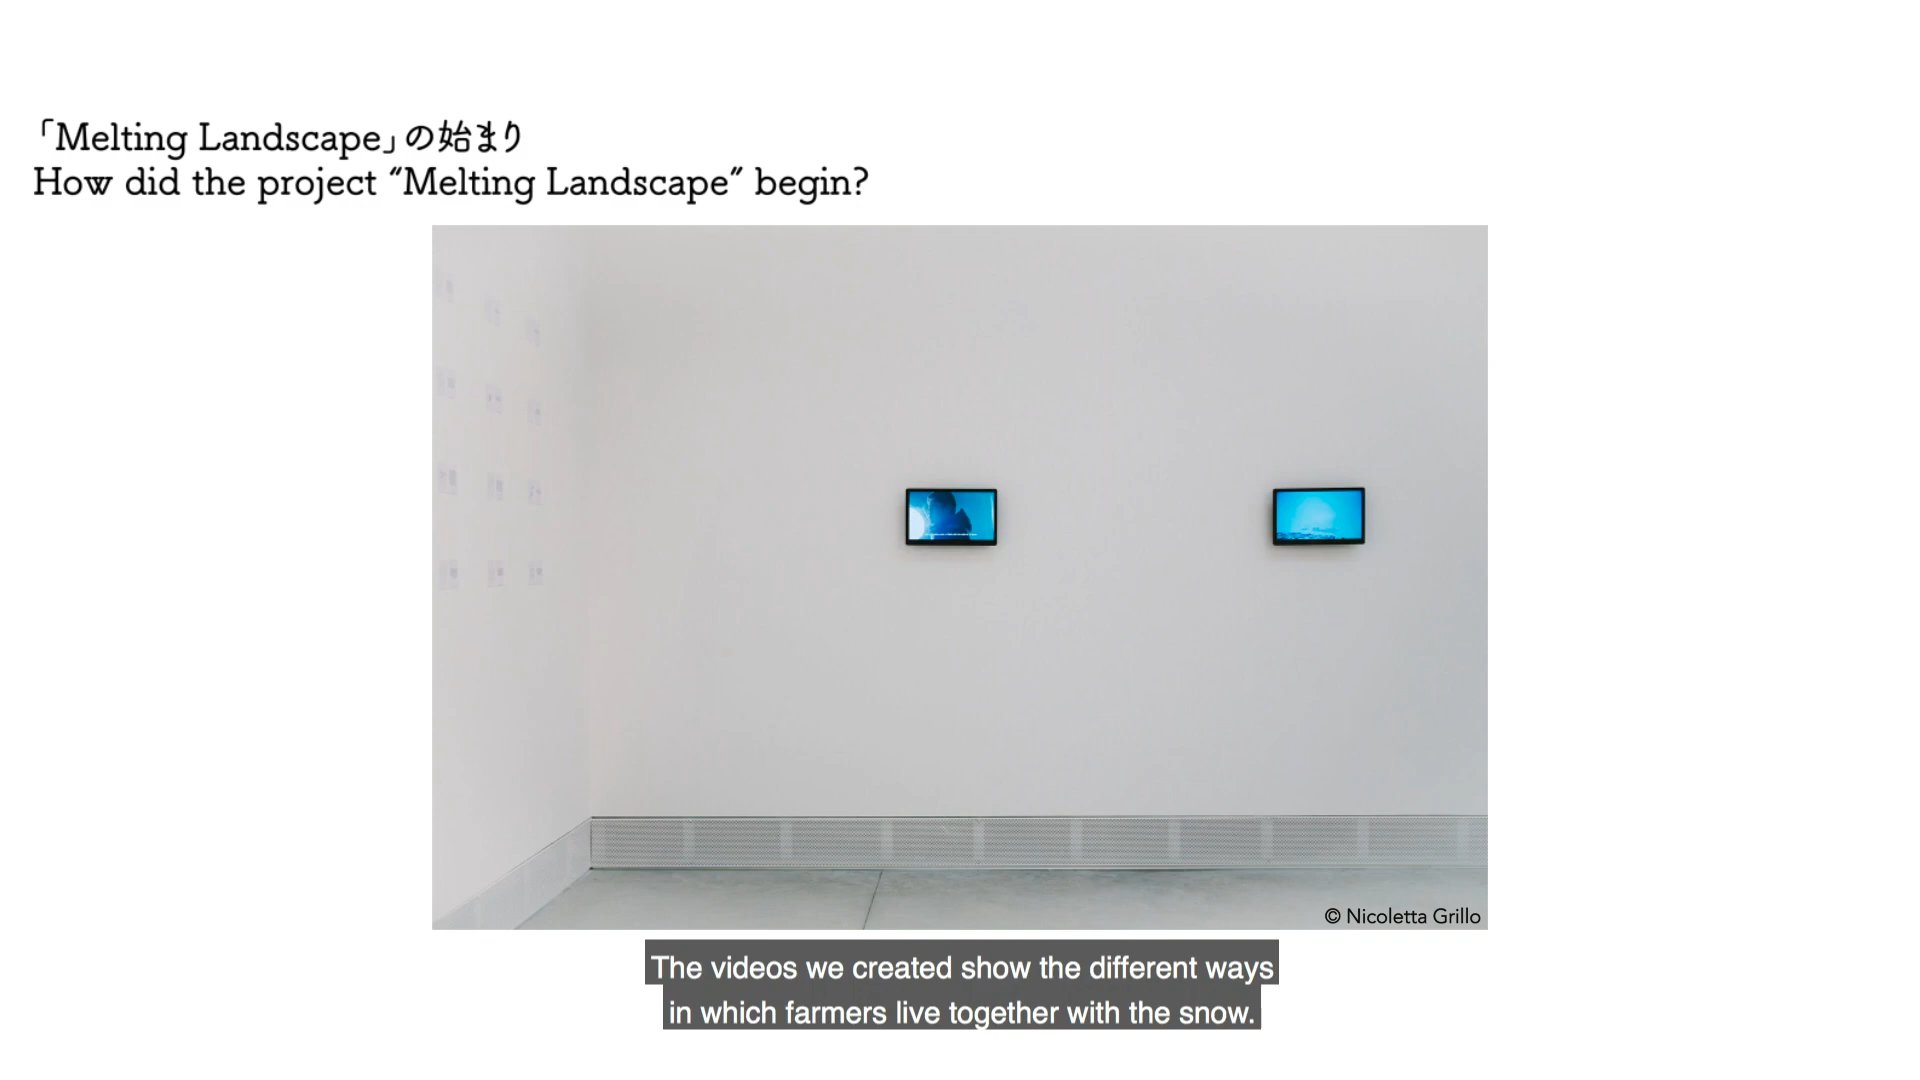 「Melting Landscape」の始まり
How did the project “Melting Landscape” begin?
© Nicoletta Grillo
The videos we created show the different ways
in which farmers live together with the snow.